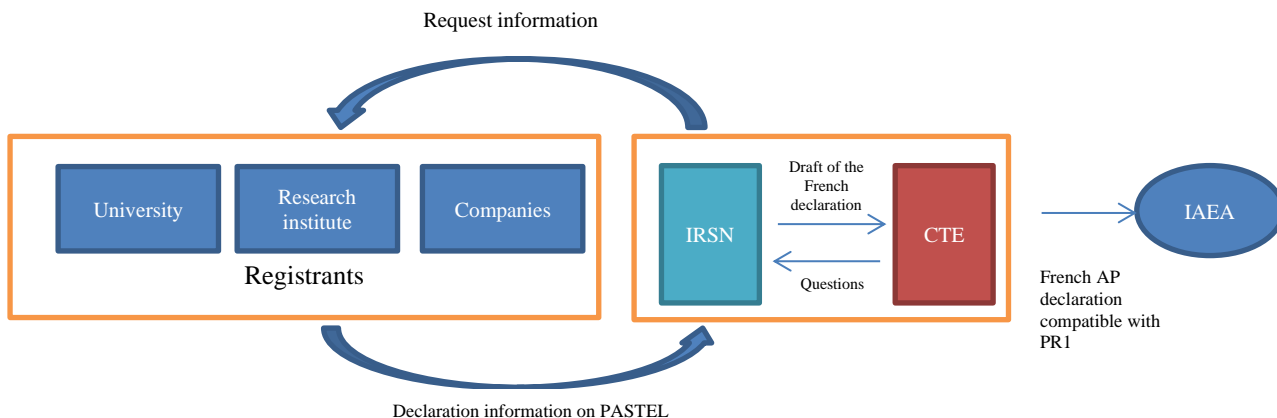 Request information
University
Research
institute
Companies
Registrants
IRSN
Draft of the
French
declaration
Questions
CTE
IAEA
French AP
declaration
compatible with
PR1
Declaration information on PASTEL